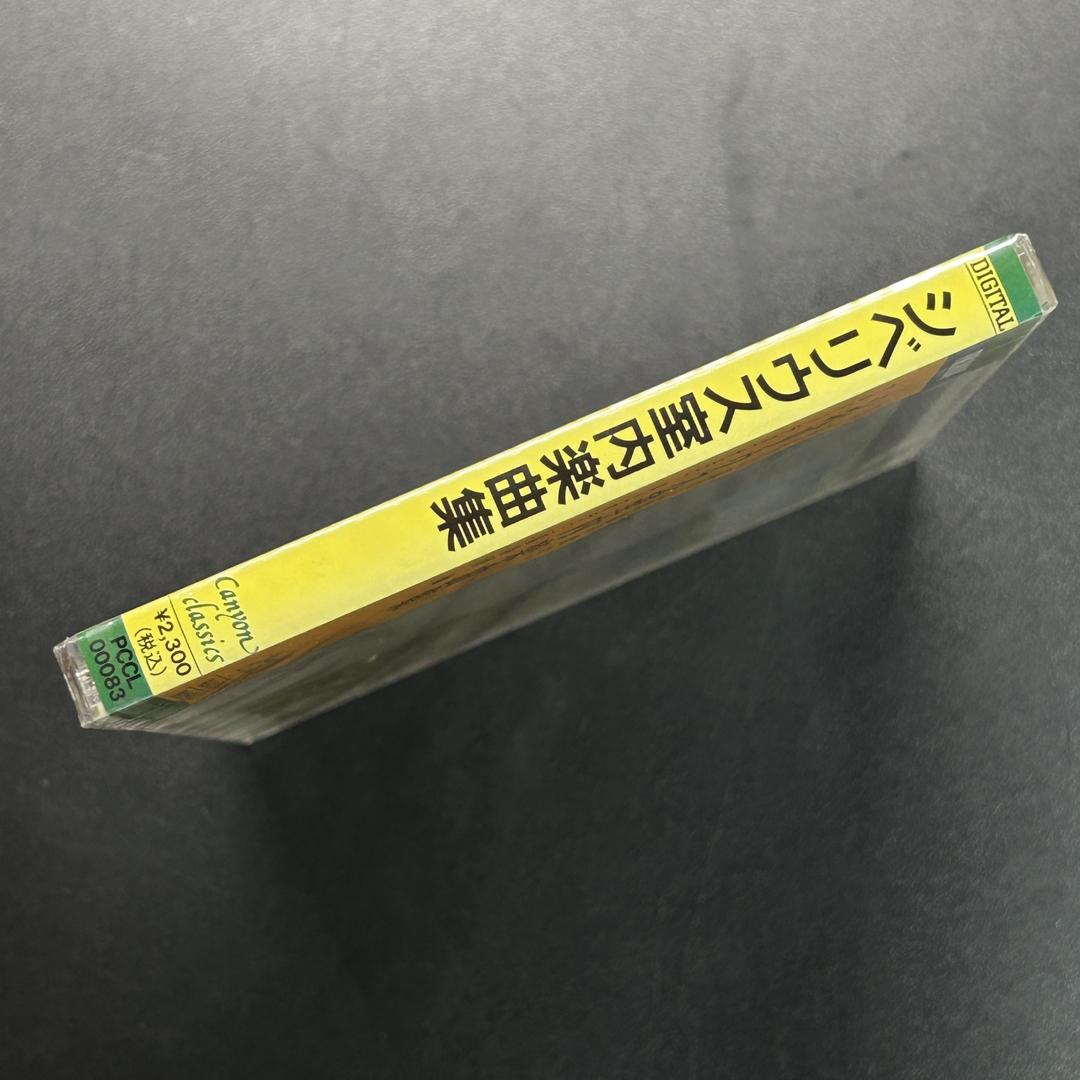 DIGITAL
シベリウス室内楽曲集
Canyon
classics
¥2,300
(税込)
PCCL
00083